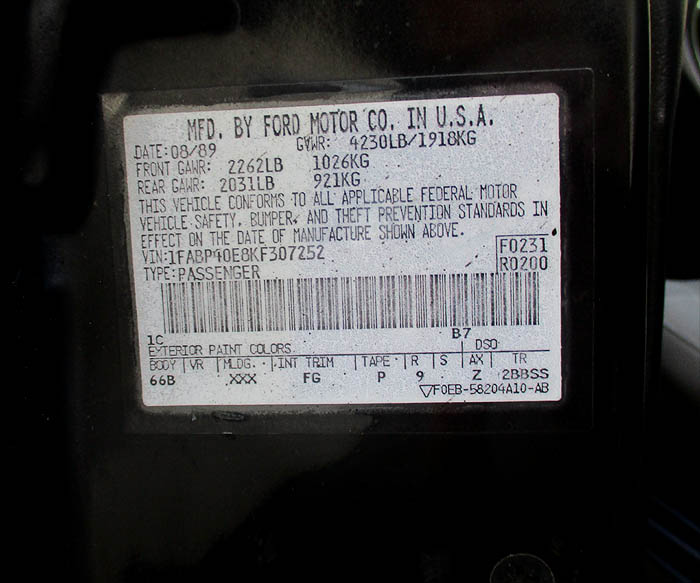 MFD. BY FORD MOTOR CO. IN U.S.A.
DATE: 08/89 GVWR: 4230LB/1918KG
FRONT GAWR: 2262LB 1026KG
REAR GAWR: 2031LB 921KG
THIS VEHICLE CONFORMS TO ALL APPLICABLE FEDERAL MOTOR
VEHICLE SAFETY, BUMPER, AND THEFT PREVENTION STANDARDS IN
EFFECT ON THE DATE OF MANUFACTURE SHOWN ABOVE.
VIN: 1FABP40E8KF307252 F0231
TYPE: PASSENGER R0200
1C B7
EXTERIOR PAINT COLORS DSO
BODY VR MLDG. INT TRIM TAPE R S AX TR
66B XXX FG P 9 Z 2BBSS
▽F0EB-58204A10-AB